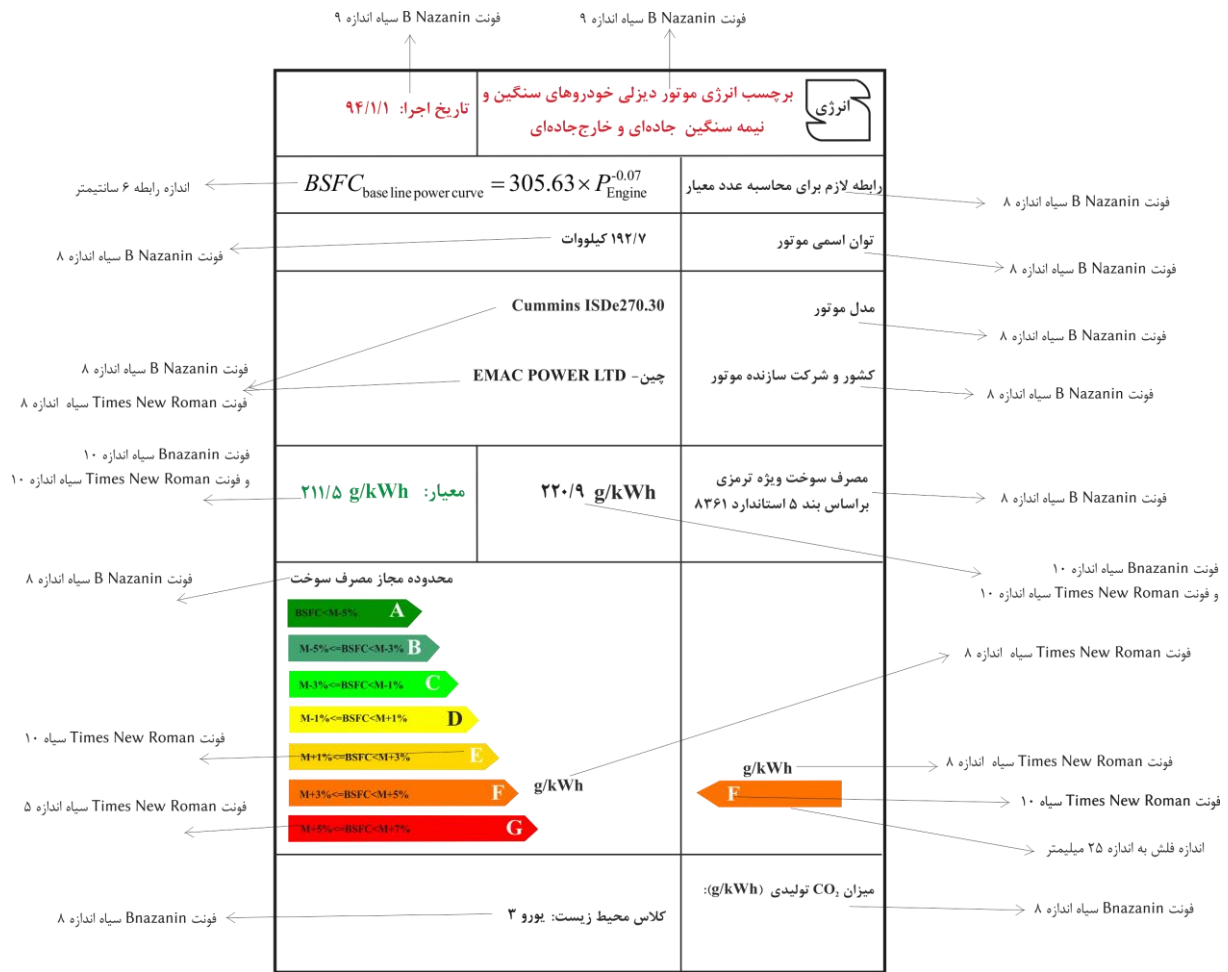 فونت B Nazanin سیاه اندازه ۹
فونت B Nazanin سیاه اندازه ۹
انرژی
برچسب انرژی موتور دیزلی خودروهای سنگین و
نیمه سنگین جاده‌ای و خارج‌جاده‌ای
تاریخ اجرا: ۹۴/۱/۱
فونت B Nazanin سیاه اندازه ۸
رابطه لازم برای محاسبه عدد معیار
BSFC base line power curve = 305.63 × P Engine -0.07
اندازه رابطه ۶ سانتیمتر
فونت B Nazanin سیاه اندازه ۸
توان اسمی موتور
۱۹۲/۷ کیلووات
فونت B Nazanin سیاه اندازه ۸
مدل موتور
Cummins ISDe270.30
فونت B Nazanin سیاه اندازه ۸
کشور و شرکت سازنده موتور
چین- EMAC POWER LTD
فونت B Nazanin سیاه اندازه ۸
فونت B Nazanin سیاه اندازه ۸
فونت Times New Roman سیاه اندازه ۸
فونت Bnazanin سیاه اندازه ۱۰
و فونت Times New Roman سیاه اندازه ۱۰
مصرف سوخت ویژه ترمزی
براساس بند ۵ استاندارد ۸۳۶۱
۲۲۰/۹ g/kWh
معیار: ۲۱۱/۵ g/kWh
فونت B Nazanin سیاه اندازه ۸
فونت Bnazanin سیاه اندازه ۱۰
و فونت Times New Roman سیاه اندازه ۱۰
محدوده مجاز مصرف سوخت
فونت B Nazanin سیاه اندازه ۸
BSFC<M-5% A
M-5%<=BSFC<M-3% B
M-3%<=BSFC<M-1% C
M-1%<=BSFC<M+1% D
M+1%<=BSFC<M+3% E
M+3%<=BSFC<M+5% F
M+5%<=BSFC<M+7% G
g/kWh
فونت Times New Roman سیاه اندازه ۸
فونت Times New Roman سیاه ۱۰
فونت Times New Roman سیاه اندازه ۵
g/kWh
F
فونت Times New Roman سیاه اندازه ۸
فونت Times New Roman سیاه ۱۰
اندازه فلش به اندازه ۲۵ میلیمتر
میزان CO₂ تولیدی (g/kWh):
کلاس محیط زیست: یورو ۳
فونت Bnazanin سیاه اندازه ۸
فونت Bnazanin سیاه اندازه ۸